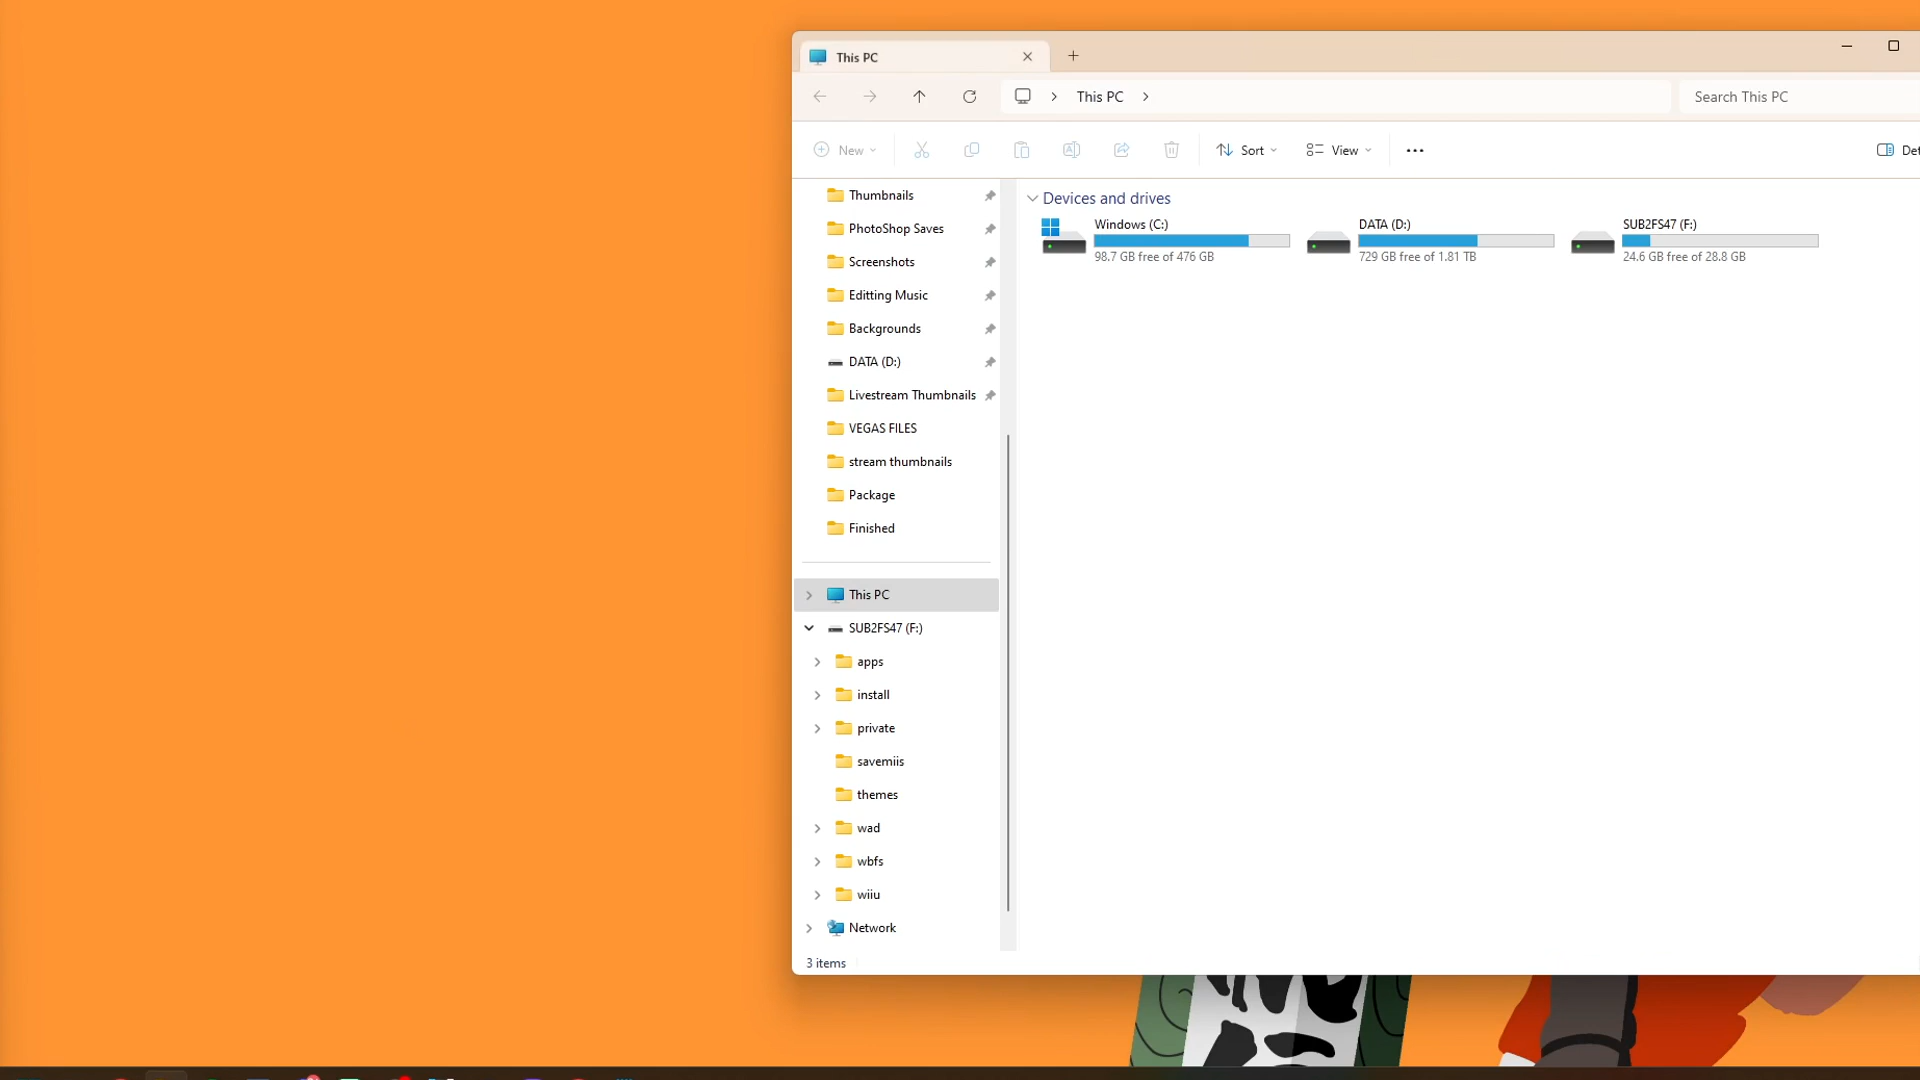 This PC
This PC
Search This PC
New
Sort
View
Det
Thumbnails
PhotoShop Saves
Screenshots
Editting Music
Backgrounds
DATA (D:)
Livestream Thumbnails
VEGAS FILES
stream thumbnails
Package
Finished
This PC
SUB2FS47 (F:)
apps
install
private
savemiis
themes
wad
wbfs
wiiu
Network
3 items
Devices and drives
Windows (C:)
98.7 GB free of 476 GB
DATA (D:)
729 GB free of 1.81 TB
SUB2FS47 (F:)
24.6 GB free of 28.8 GB